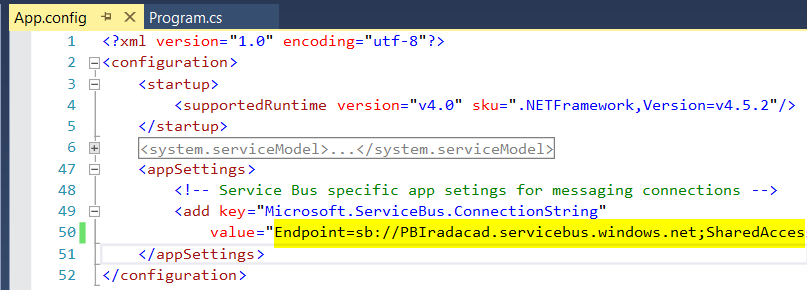 App.config Program.cs
1 <?xml version="1.0" encoding="utf-8"?>
2 <configuration>
3 <startup>
4 <supportedRuntime version="v4.0" sku=".NETFramework,Version=v4.5.2"/>
5 </startup>
6 <system.serviceModel>...</system.serviceModel>
47 <appSettings>
48 <!-- Service Bus specific app setings for messaging connections -->
49 <add key="Microsoft.ServiceBus.ConnectionString"
50 value="Endpoint=sb://PBIradacad.servicebus.windows.net;SharedAcces
51 </appSettings>
52 </configuration>